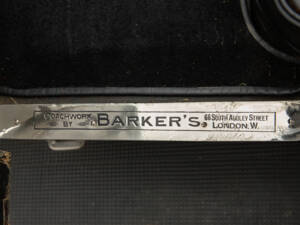 COACHWORK
BY
BARKER'S.
66 SOUTH AUDLEY STREET
LONDON. W.